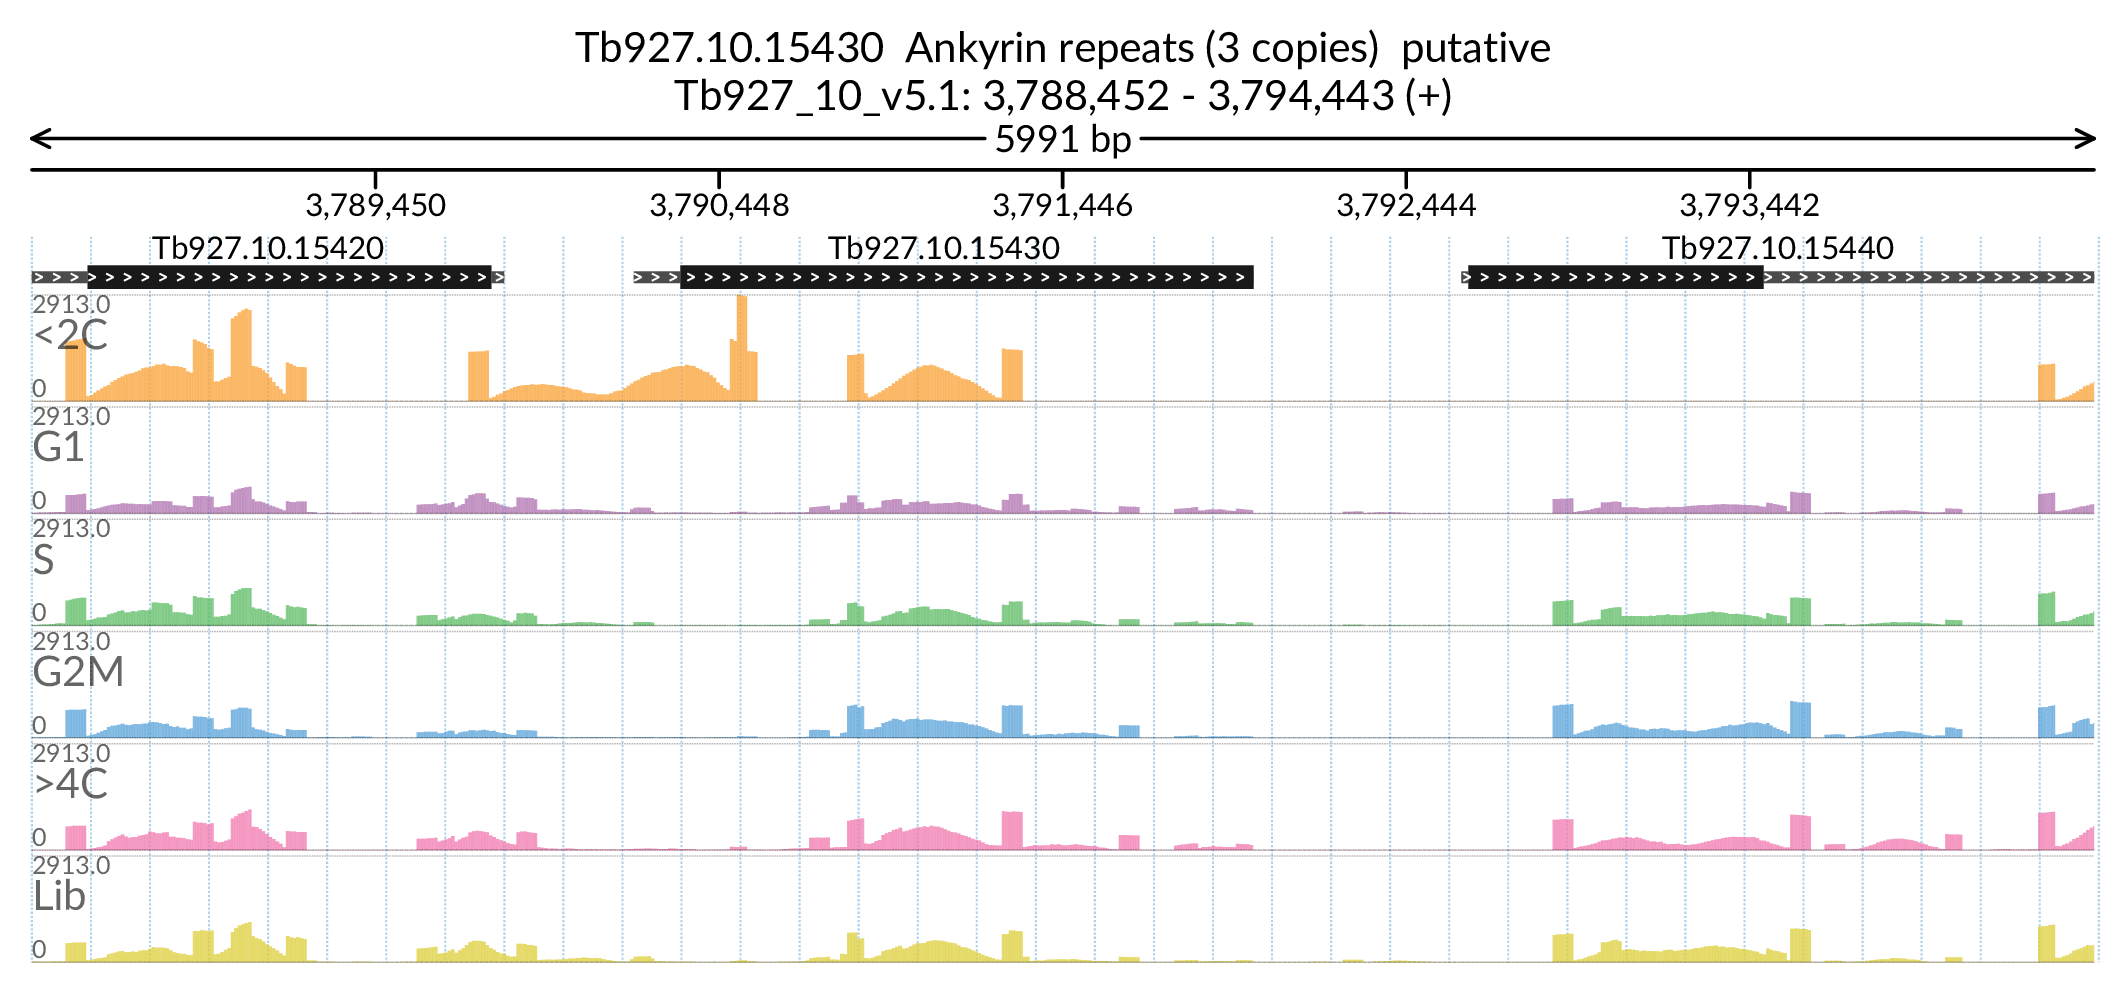 Tb927.10.15430  Ankyrin repeats (3 copies)  putative
Tb927_10_v5.1: 3,788,452 - 3,794,443 (+)
5991 bp
3,789,450 3,790,448 3,791,446 3,792,444 3,793,442
Tb927.10.15420 Tb927.10.15430 Tb927.10.15440
2913.0
<2C
0
2913.0
G1
0
2913.0
S
0
2913.0
G2M
0
2913.0
>4C
0
2913.0
Lib
0